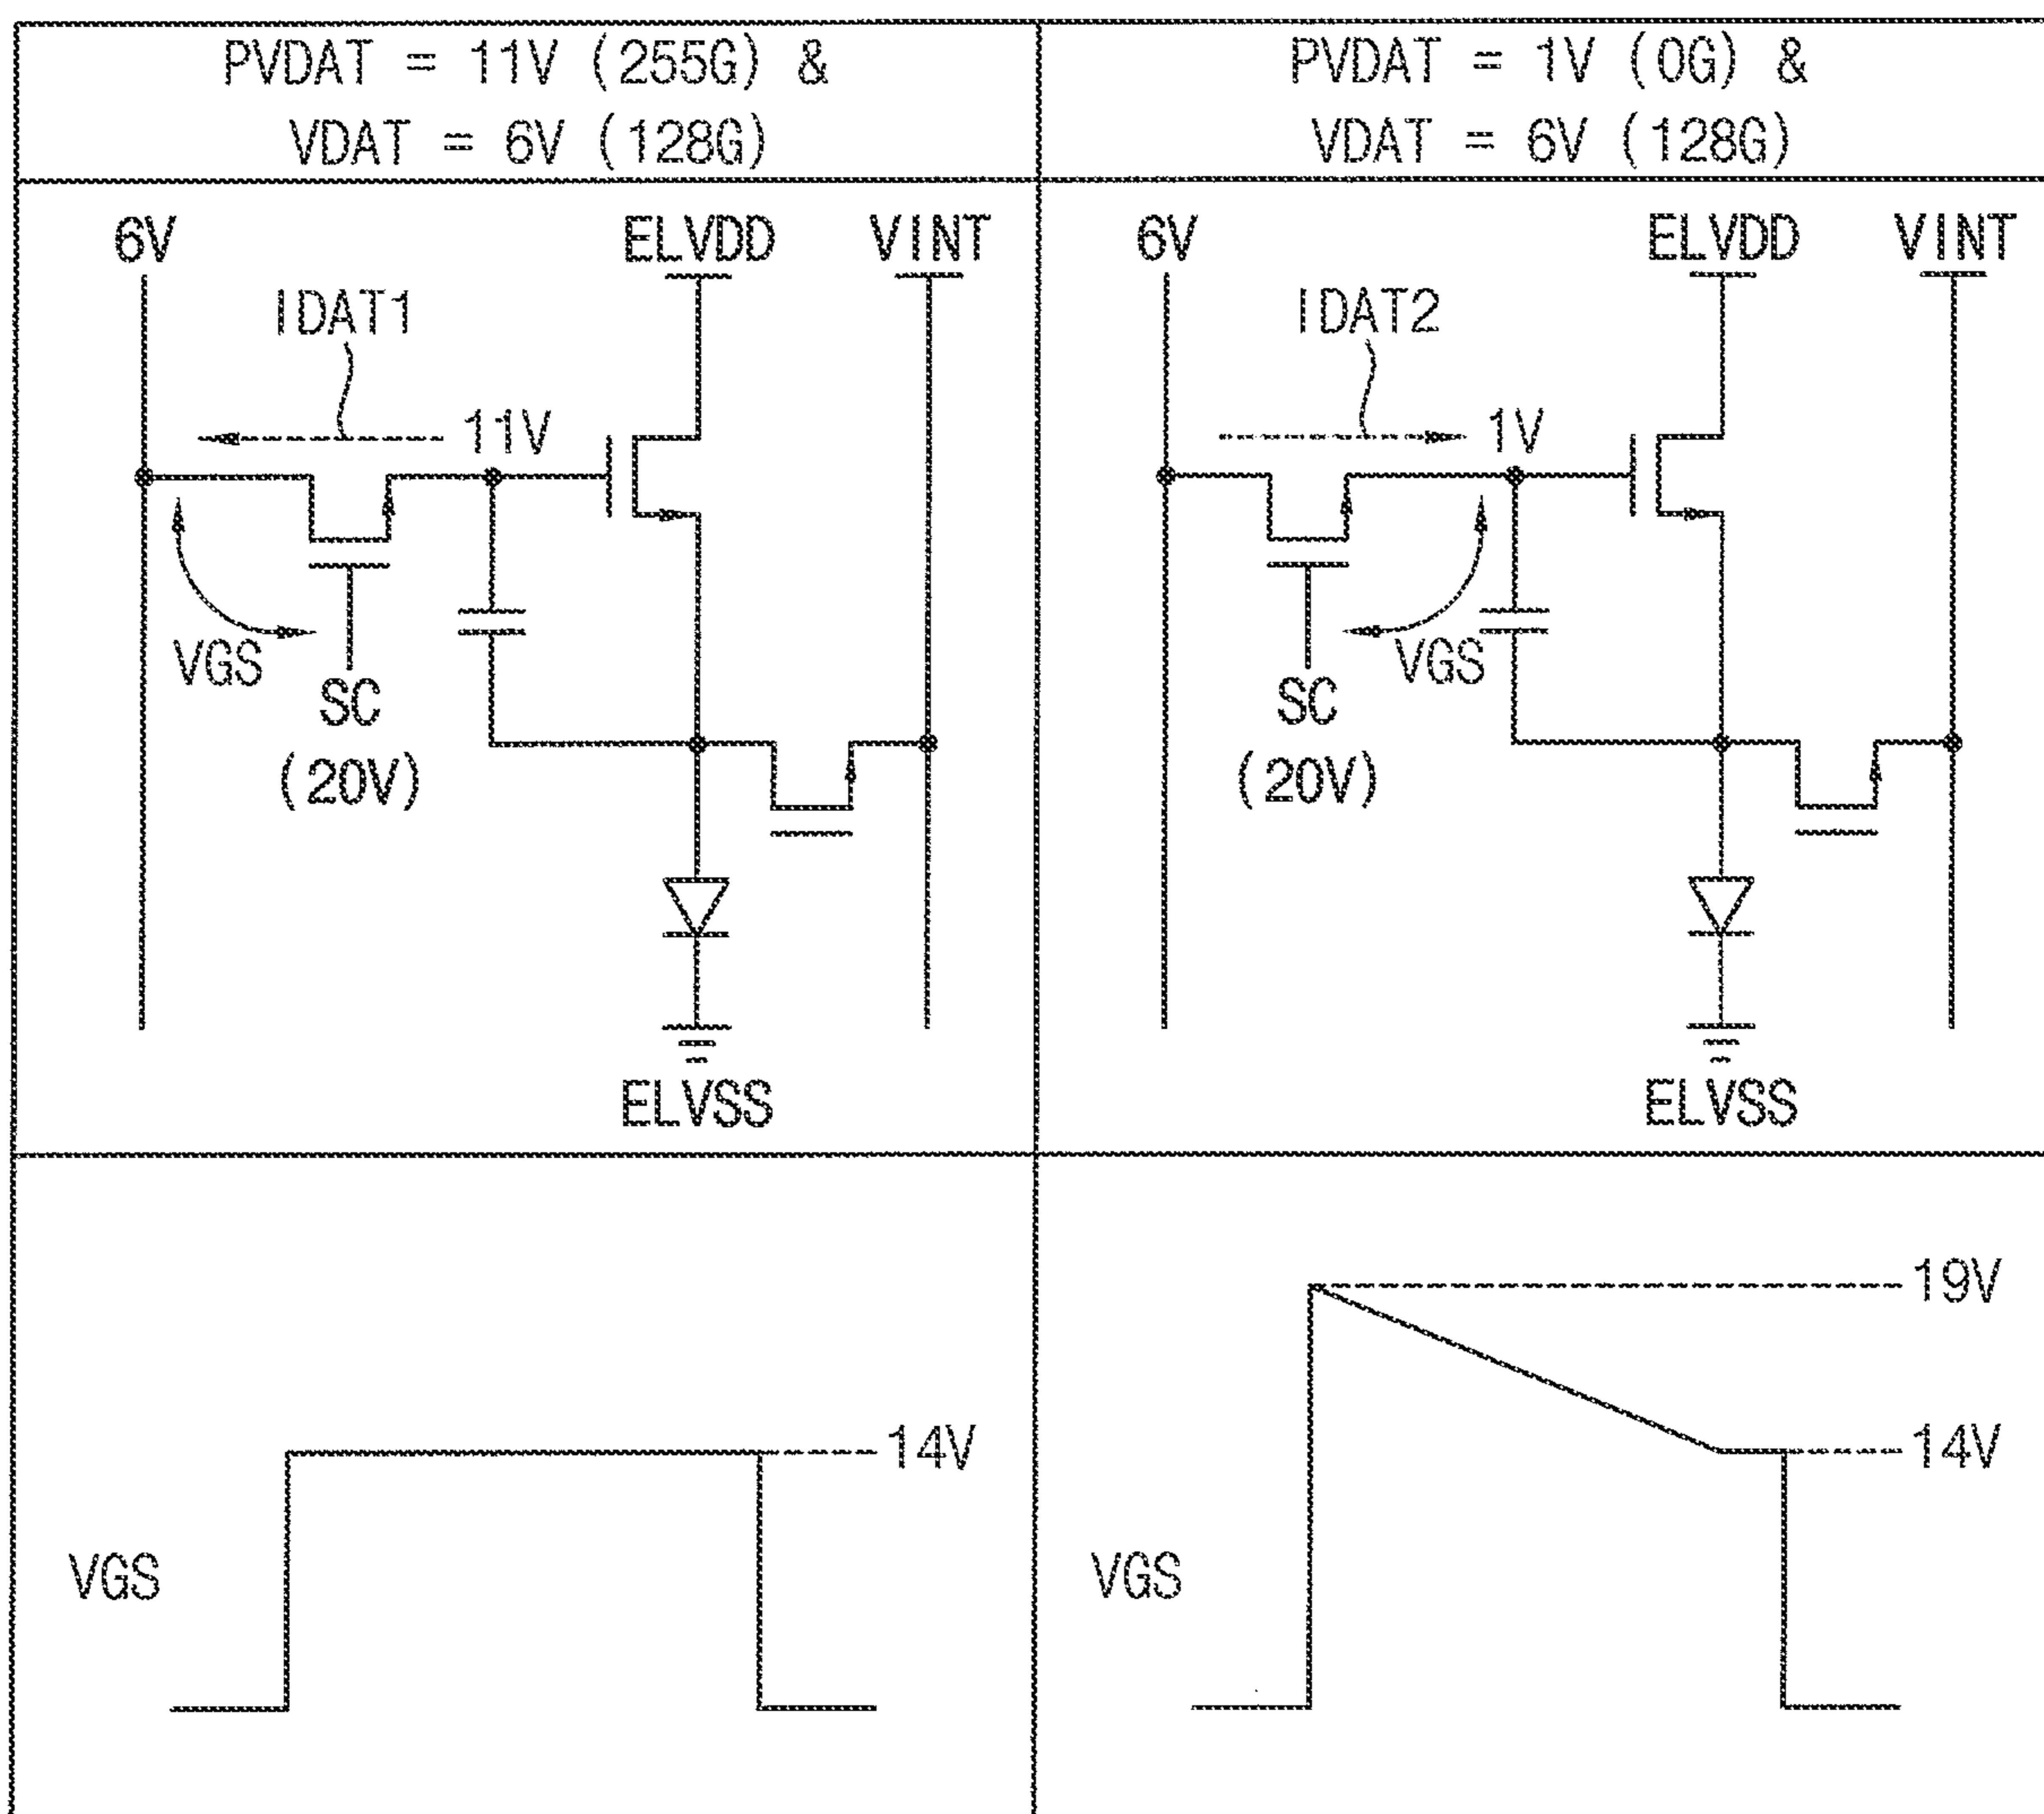 PVDAT = 11V (255G) &
VDAT = 6V (128G)
PVDAT = 1V (0G) &
VDAT = 6V (128G)
6V
ELVDD
VINT
IDAT1
11V
VGS
SC
(20V)
ELVSS
6V
ELVDD
VINT
IDAT2
1V
VGS
SC
(20V)
ELVSS
14V
VGS
19V
14V
VGS